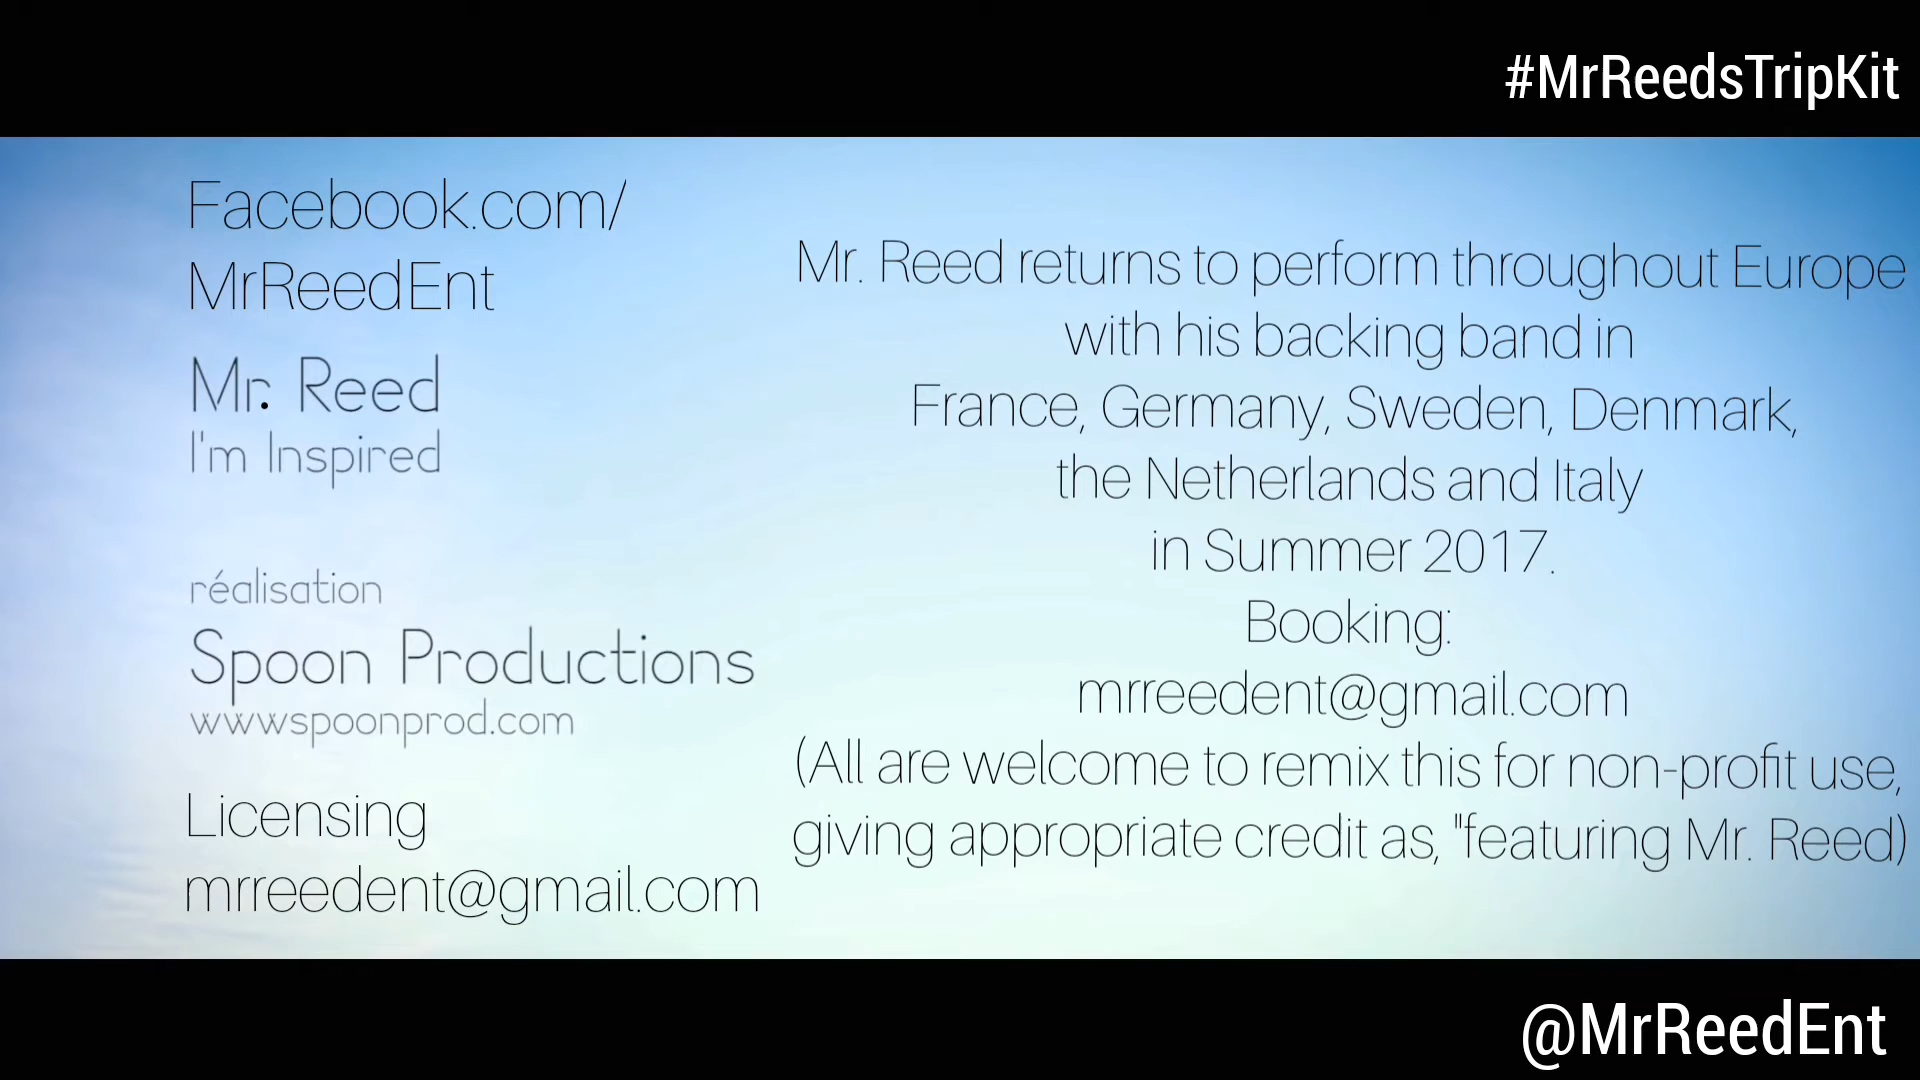 #MrReedsTripKit
Facebook.com/
MrReedEnt
Mr. Reed
I'm Inspired
réalisation
Spoon Productions
www.spoonprod.com
Licensing
mrreedent@gmail.com
Mr. Reed returns to perform throughout Europe
with his backing band in
France, Germany, Sweden, Denmark,
the Netherlands and Italy
in Summer 2017.
Booking:
mrreedent@gmail.com
(All are welcome to remix this for non-profit use,
giving appropriate credit as, "featuring Mr. Reed)
@MrReedEnt